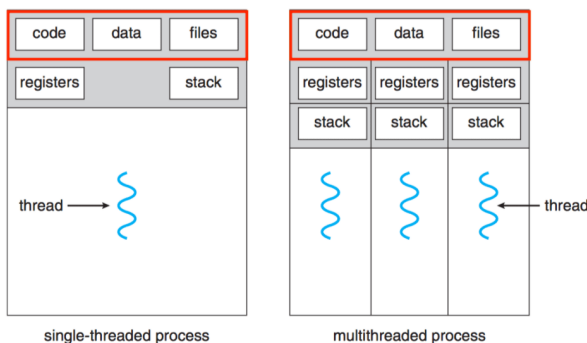 code data files
registers stack
thread
single-threaded process
code data files
registers registers registers
stack stack stack
thread
multithreaded process